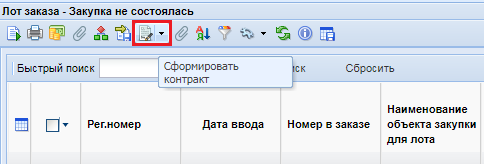 Лот заказа - Закупка не состоялась
Быстрый поиск
Сформировать
контракт
ск
Сбросить
Рег.номер
Дата ввода
Номер в заказе
Наименование
объекта закупки
для лота